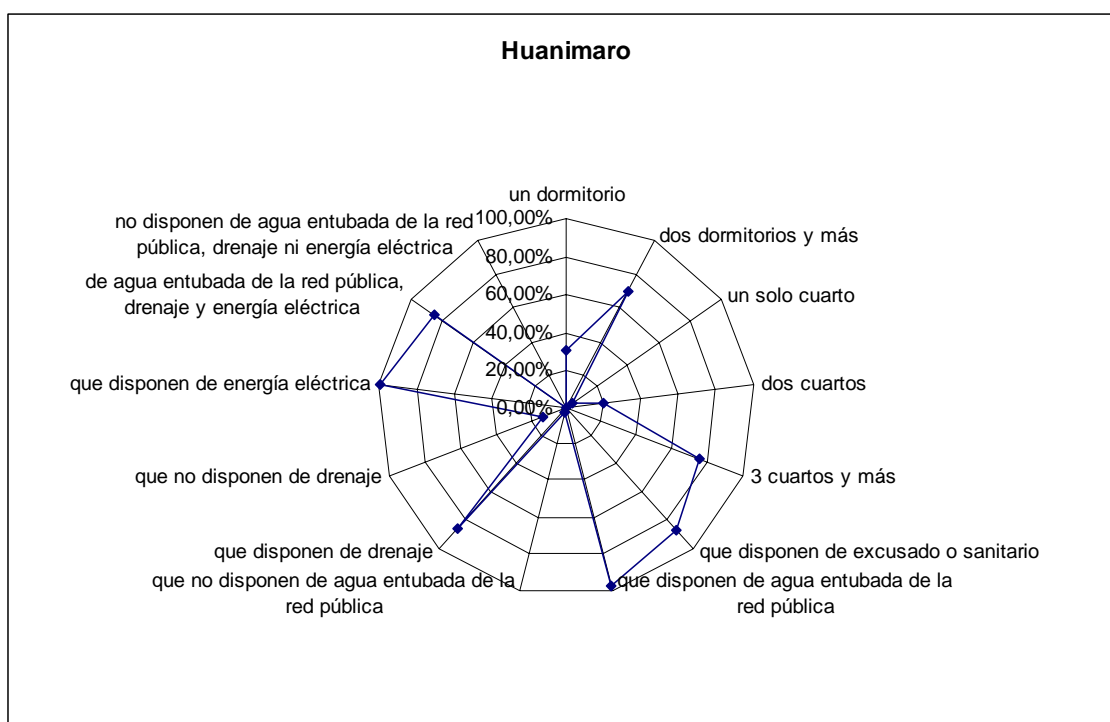 Huanimaro
un dormitorio
100,00%
80,00%
60,00%
40,00%
20,00%
0,00%
dos dormitorios y más
un solo cuarto
dos cuartos
3 cuartos y más
que disponen de excusado o sanitario
que disponen de agua entubada de la
red pública
que no disponen de agua entubada de la
red pública
que disponen de drenaje
que no disponen de drenaje
que disponen de energía eléctrica
de agua entubada de la red pública,
drenaje y energía eléctrica
no disponen de agua entubada de la red
pública, drenaje ni energía eléctrica